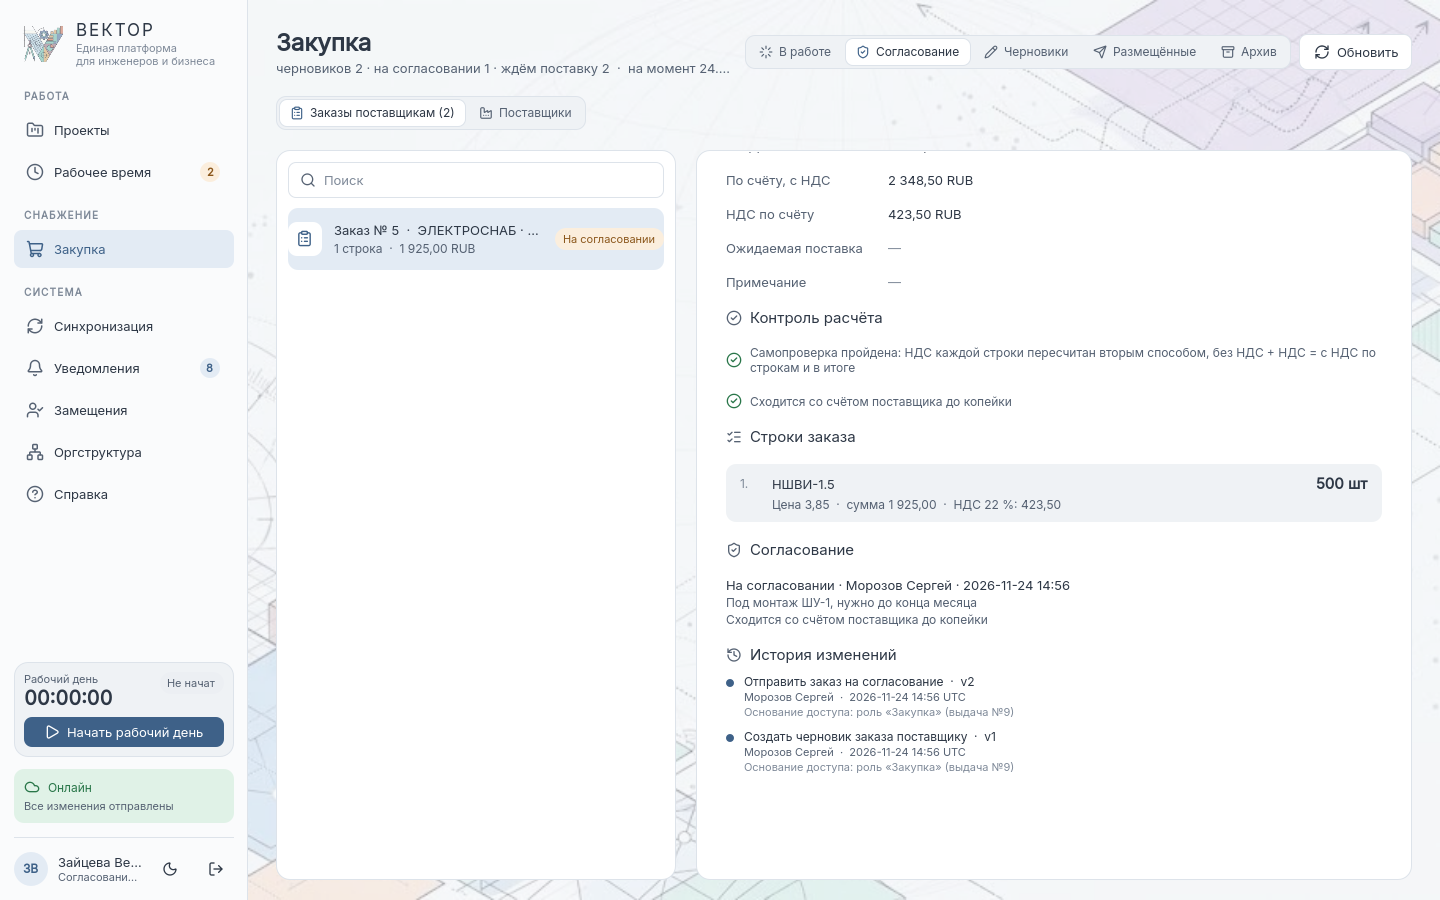 ВЕКТОР
Единая платформа
для инженеров и бизнеса
РАБОТА
Проекты
Рабочее время 2
СНАБЖЕНИЕ
Закупка
СИСТЕМА
Синхронизация
Уведомления 8
Замещения
Оргструктура
Справка
Рабочий день
Не начат
00:00:00
Начать рабочий день
Онлайн
Все изменения отправлены
ЗВ
Зайцева Ве...
Согласовани...
Закупка
черновиков 2 · на согласовании 1 · ждём поставку 2 · на момент 24....
В работе
Согласование
Черновики
Размещённые
Архив
Обновить
Заказы поставщикам (2)
Поставщики
Поиск
Заказ № 5 · ЭЛЕКТРОСНАБ · ...
1 строка · 1 925,00 RUB
На согласовании
По счёту, с НДС 2 348,50 RUB
НДС по счёту 423,50 RUB
Ожидаемая поставка —
Примечание —
Контроль расчёта
Самопроверка пройдена: НДС каждой строки пересчитан вторым способом, без НДС + НДС = с НДС по
строкам и в итоге
Сходится со счётом поставщика до копейки
Строки заказа
1. НШВИ-1.5 500 шт
Цена 3,85 · сумма 1 925,00 · НДС 22 %: 423,50
Согласование
На согласовании · Морозов Сергей · 2026-11-24 14:56
Под монтаж ШУ-1, нужно до конца месяца
Сходится со счётом поставщика до копейки
История изменений
Отправить заказ на согласование · v2
Морозов Сергей · 2026-11-24 14:56 UTC
Основание доступа: роль «Закупка» (выдача №9)
Создать черновик заказа поставщику · v1
Морозов Сергей · 2026-11-24 14:56 UTC
Основание доступа: роль «Закупка» (выдача №9)